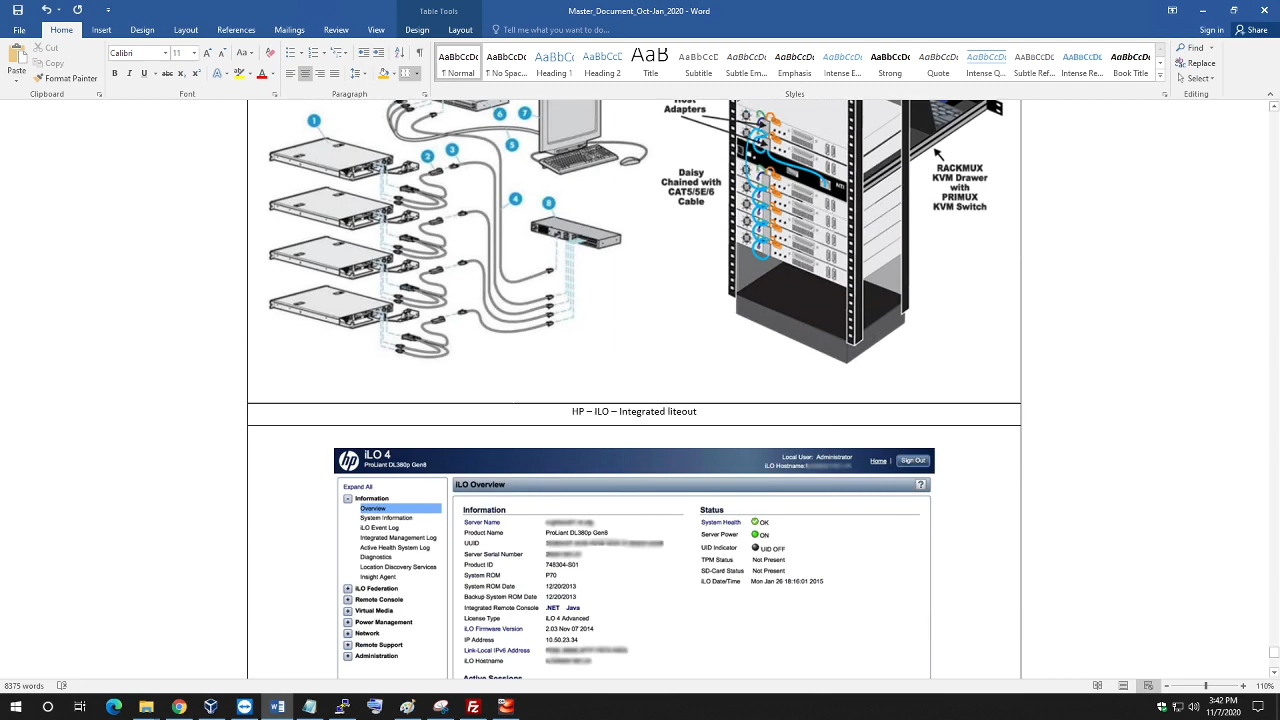 File Home Insert Design Layout References Mailings Review View Design Layout Tell me what you want to do... Sign in Share
Cut
Copy
Format Painter
Paste
Calibri 11
Clipboard Font Paragraph Styles Editing
AaBbCcDc AaBbCcDc AaBbCc AaBbCcC AaB AaBbCcC AaBbCcDc AaBbCcDc AaBbCcDc AaBbCcDc AaBbCcDc AaBbCcDc AaBbCcDc AaBbCcDc AaBbCcDc
¶ Normal ¶ No Spac... Heading 1 Heading 2 Title Subtitle Subtle Em... Emphasis Intense E... Strong Quote Intense Q... Subtle Ref... Intense Re... Book Title
Find
Replace
Select
1
2
3
4
5
6
7
8
Host
Adapters
Daisy
Chained with
CAT5/5E/6
Cable
NTI
RACKMUX
KVM Drawer
with
PRIMUX
KVM Switch
HP – ILO – Integrated liteout
hp iLO 4
ProLiant DL380p Gen8
Local User: Administrator
iLO Hostname:
Home | Sign Out
Expand All
Information
Overview
System Information
iLO Event Log
Integrated Management Log
Active Health System Log
Diagnostics
Location Discovery Services
Insight Agent
iLO Federation
Remote Console
Virtual Media
Power Management
Network
Remote Support
Administration
iLO Overview ?
Information
Server Name
Product Name ProLiant DL380p Gen8
UUID
Server Serial Number
Product ID 748304-S01
System ROM P70
System ROM Date 12/20/2013
Backup System ROM Date 12/20/2013
Integrated Remote Console .NET Java
License Type iLO 4 Advanced
iLO Firmware Version 2.03 Nov 07 2014
IP Address 10.50.23.34
Link-Local IPv6 Address
iLO Hostname
Active Sessions
Status
System Health OK
Server Power ON
UID Indicator UID OFF
TPM Status Not Present
SD-Card Status Not Present
iLO Date/Time Mon Jan 26 18:16:01 2015
8375 words
110%
3:42 PM
11/7/2020